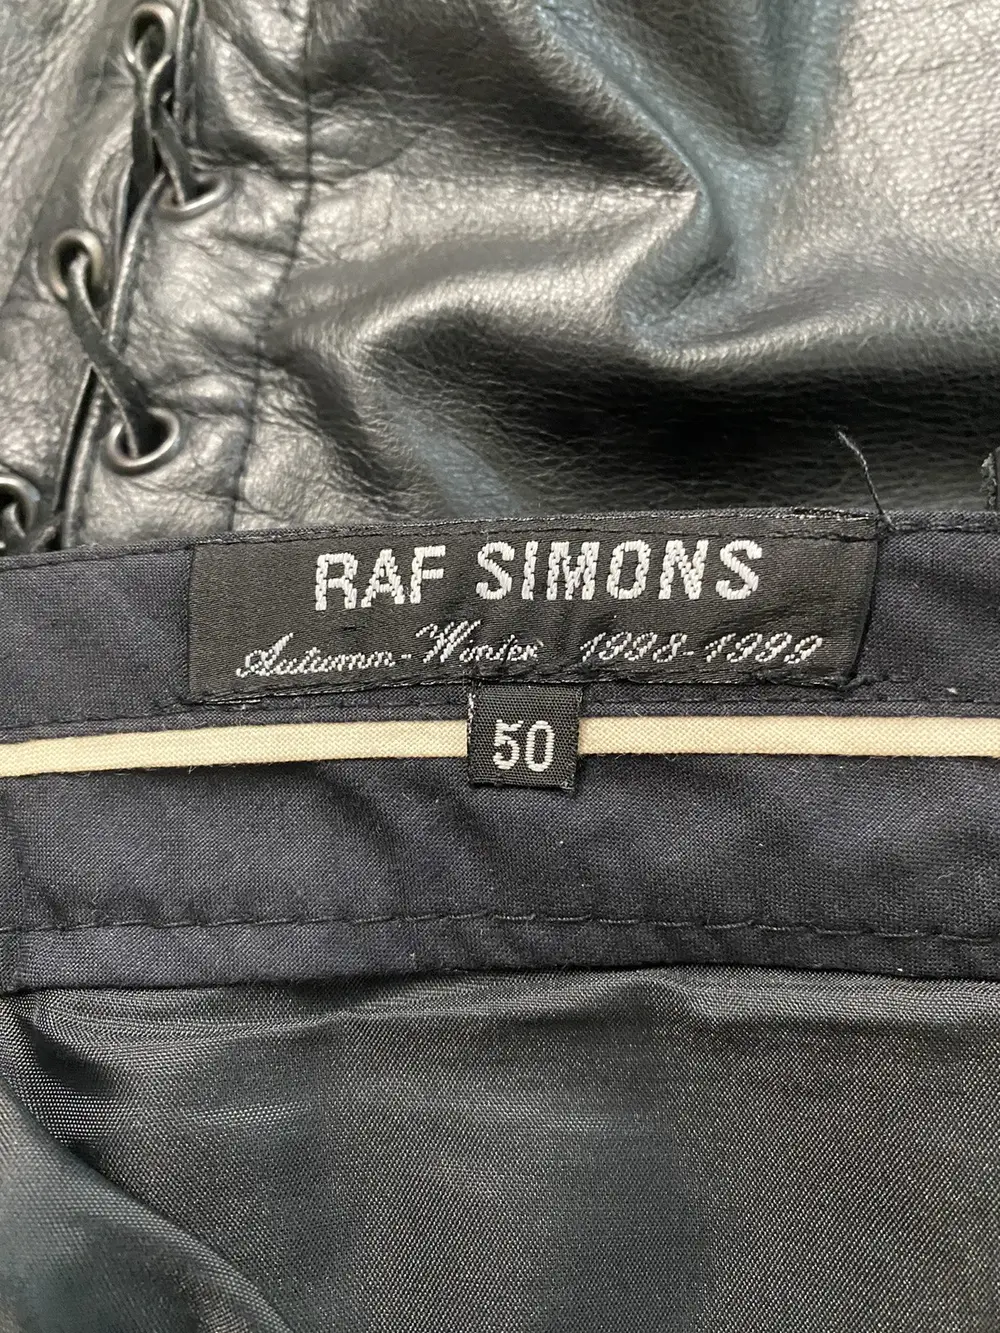 RAF SIMONS
Autumn-Winter 1998-1999
50